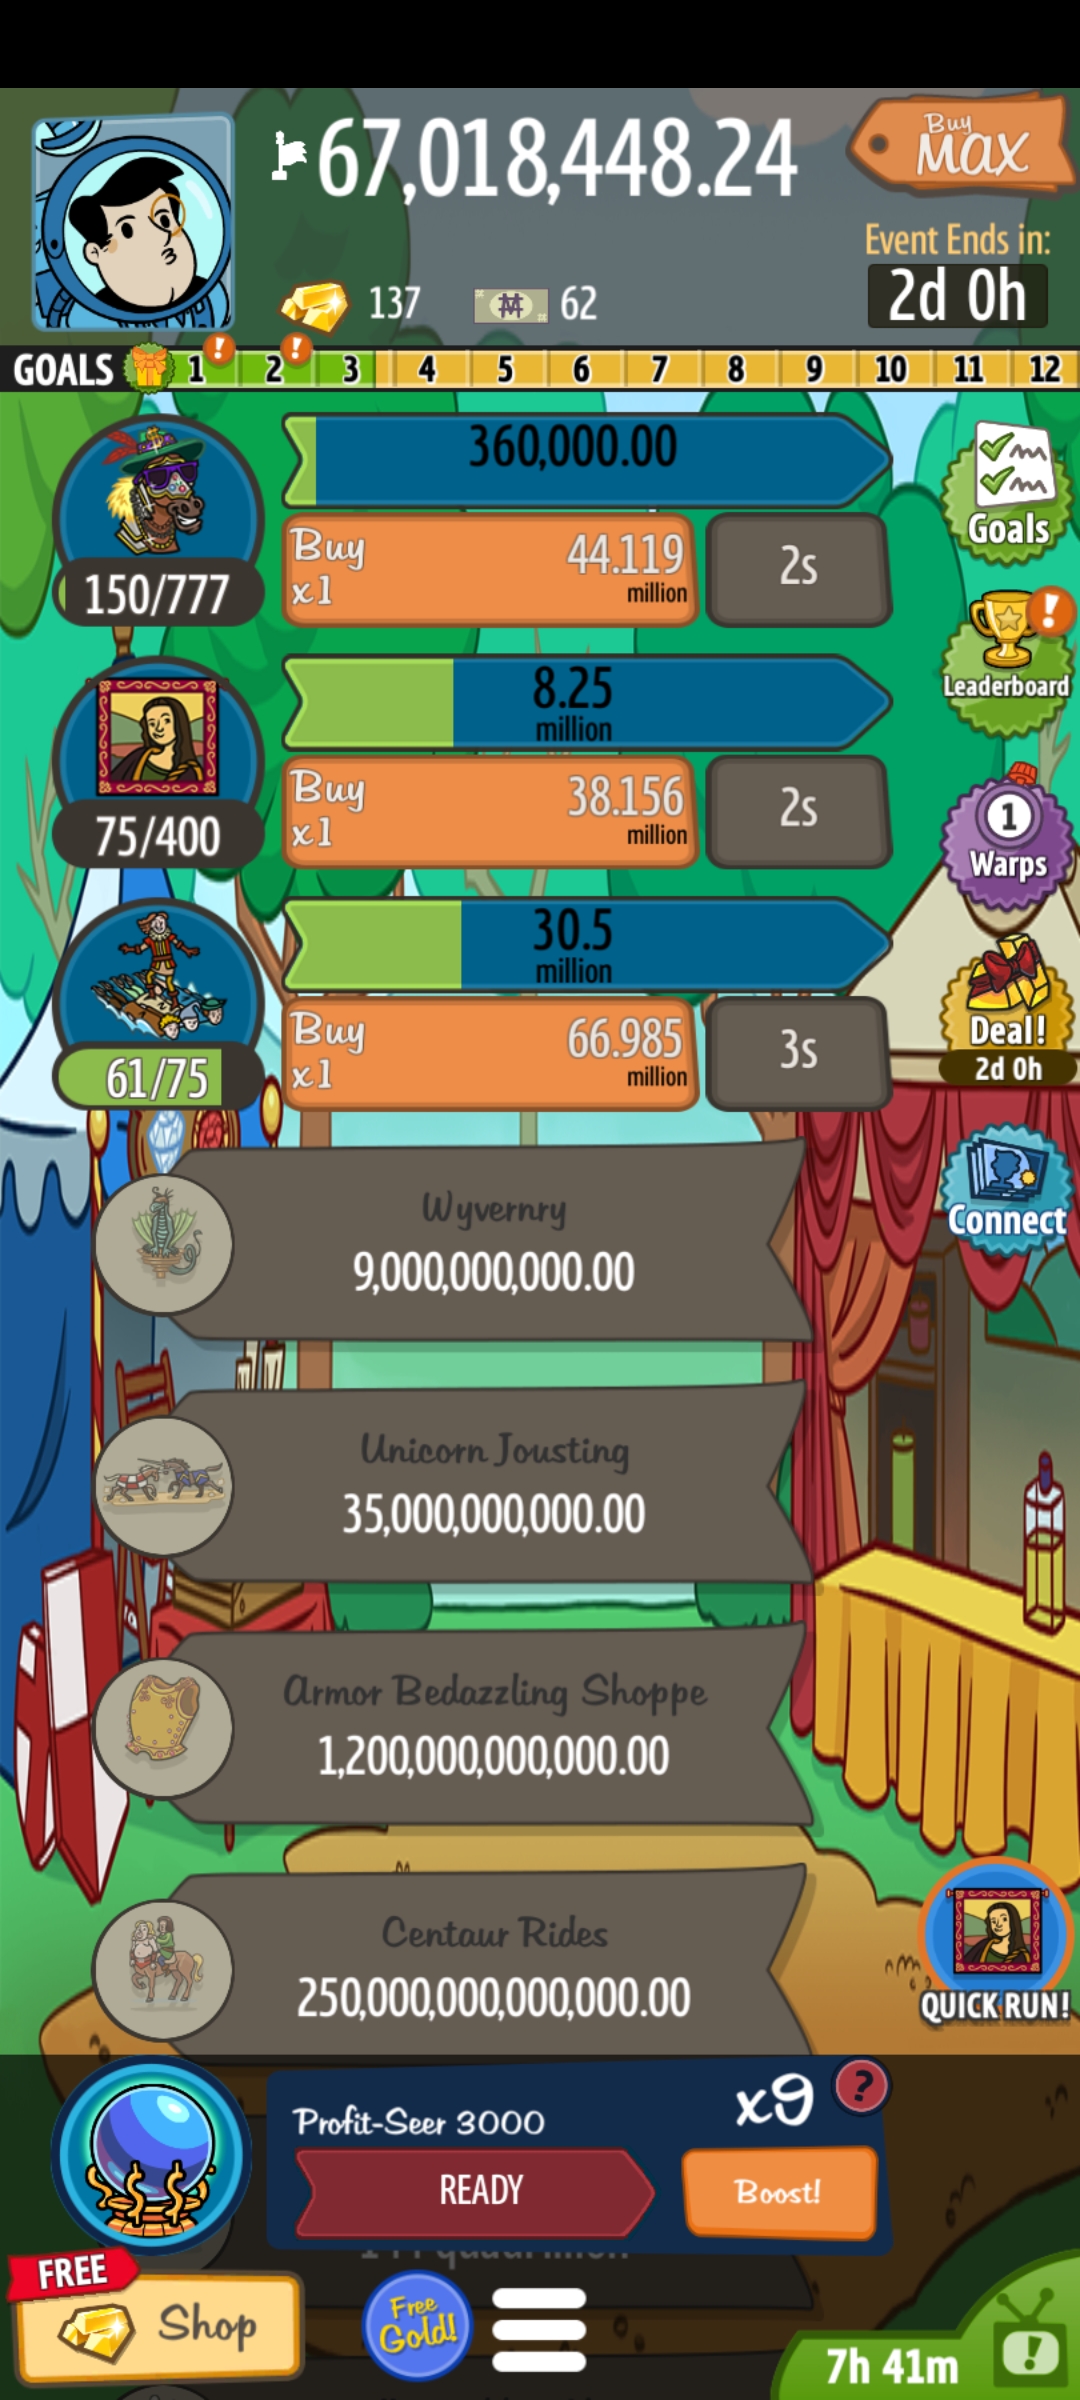 67,018,448.24
Buy
MAX
Event Ends in:
2d 0h
137
62
GOALS 1 ! 2 ! 3 4 5 6 7 8 9 10 11 12
360,000.00
Buy
x1
44.119
million
2s
150/777
Goals
8.25
million
Buy
x1
38.156
million
2s
75/400
!
Leaderboard
1
Warps
30.5
million
Buy
x1
66.985
million
3s
61/75
Deal!
2d 0h
Connect
Wyvernry
9,000,000,000.00
Unicorn Jousting
35,000,000,000.00
Armor Bedazzling Shoppe
1,200,000,000,000.00
Centaur Rides
250,000,000,000,000.00
QUICK RUN!
Profit-Seer 3000
x9
?
READY
Boost!
FREE
Shop
Free
Gold!
7h 41m
!